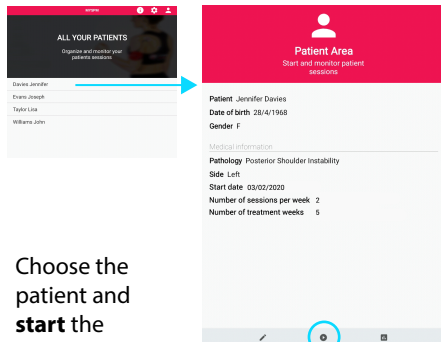 ALL YOUR PATIENTS
Organize and monitor your
patients sessions
Davies Jennifer
Evans Joseph
Taylor Lisa
Williams John
Patient Area
Start and monitor patient
sessions
Patient Jennifer Davies
Date of birth 28/4/1968
Gender F
Medical information
Pathology Posterior Shoulder Instability
Side Left
Start date 03/02/2020
Number of sessions per week 2
Number of treatment weeks 5
Choose the
patient and
start the